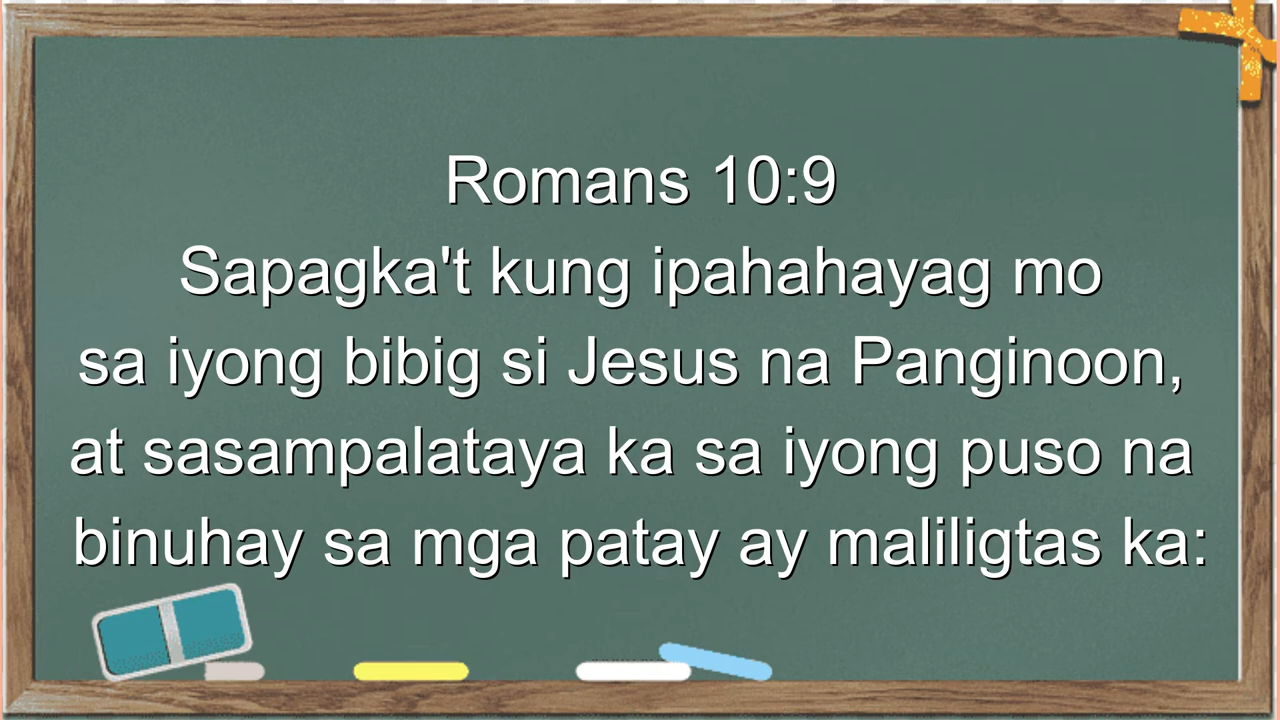 Romans 10:9
Sapagka't kung ipahahayag mo
sa iyong bibig si Jesus na Panginoon,
at sasampalataya ka sa iyong puso na
binuhay sa mga patay ay maliligtas ka: